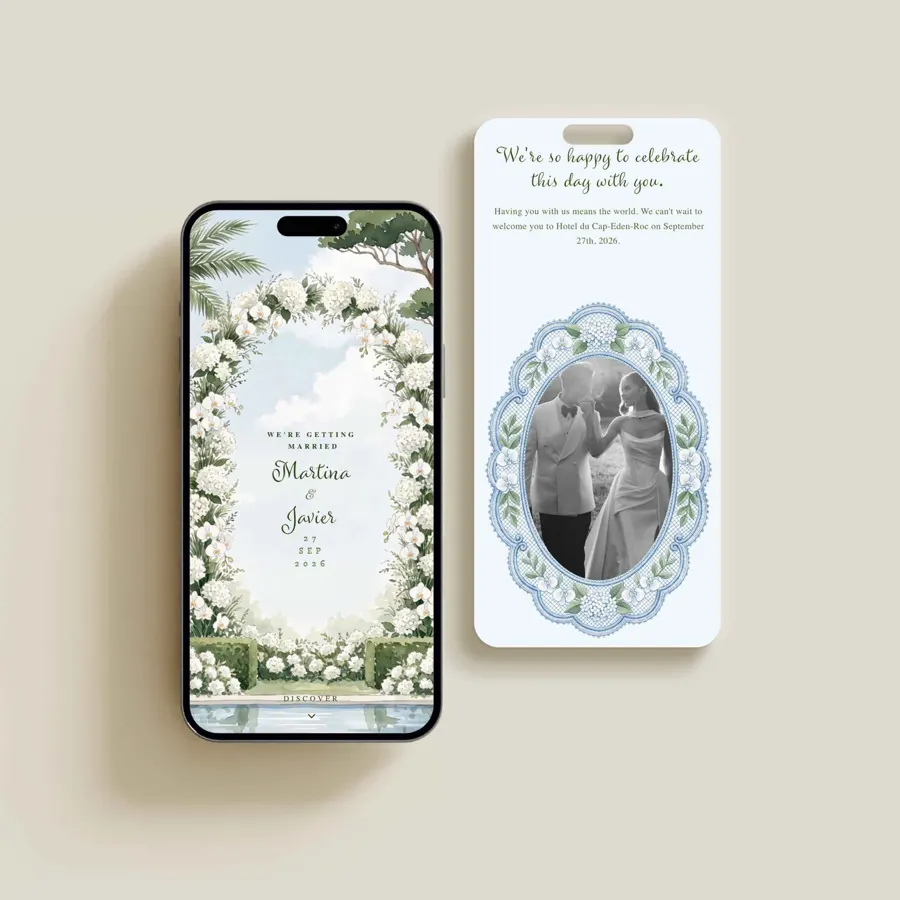 WE'RE GETTING
MARRIED
Martina
&
Javier
27
SEP
2026
DISCOVER
We're so happy to celebrate
this day with you.
Having you with us means the world. We can't wait to
welcome you to Hotel du Cap-Eden-Roc on September
27th, 2026.